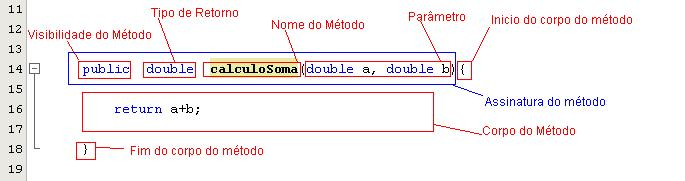 11
12
13
14
15
16
17
18
19
Tipo de Retorno
Parâmetro
Nome do Método
Inicio do corpo do método
Visibilidade do Método
public double calculoSoma(double a, double b) {
Assinatura do método
return a+b;
Corpo do Método
} Fim do corpo do método